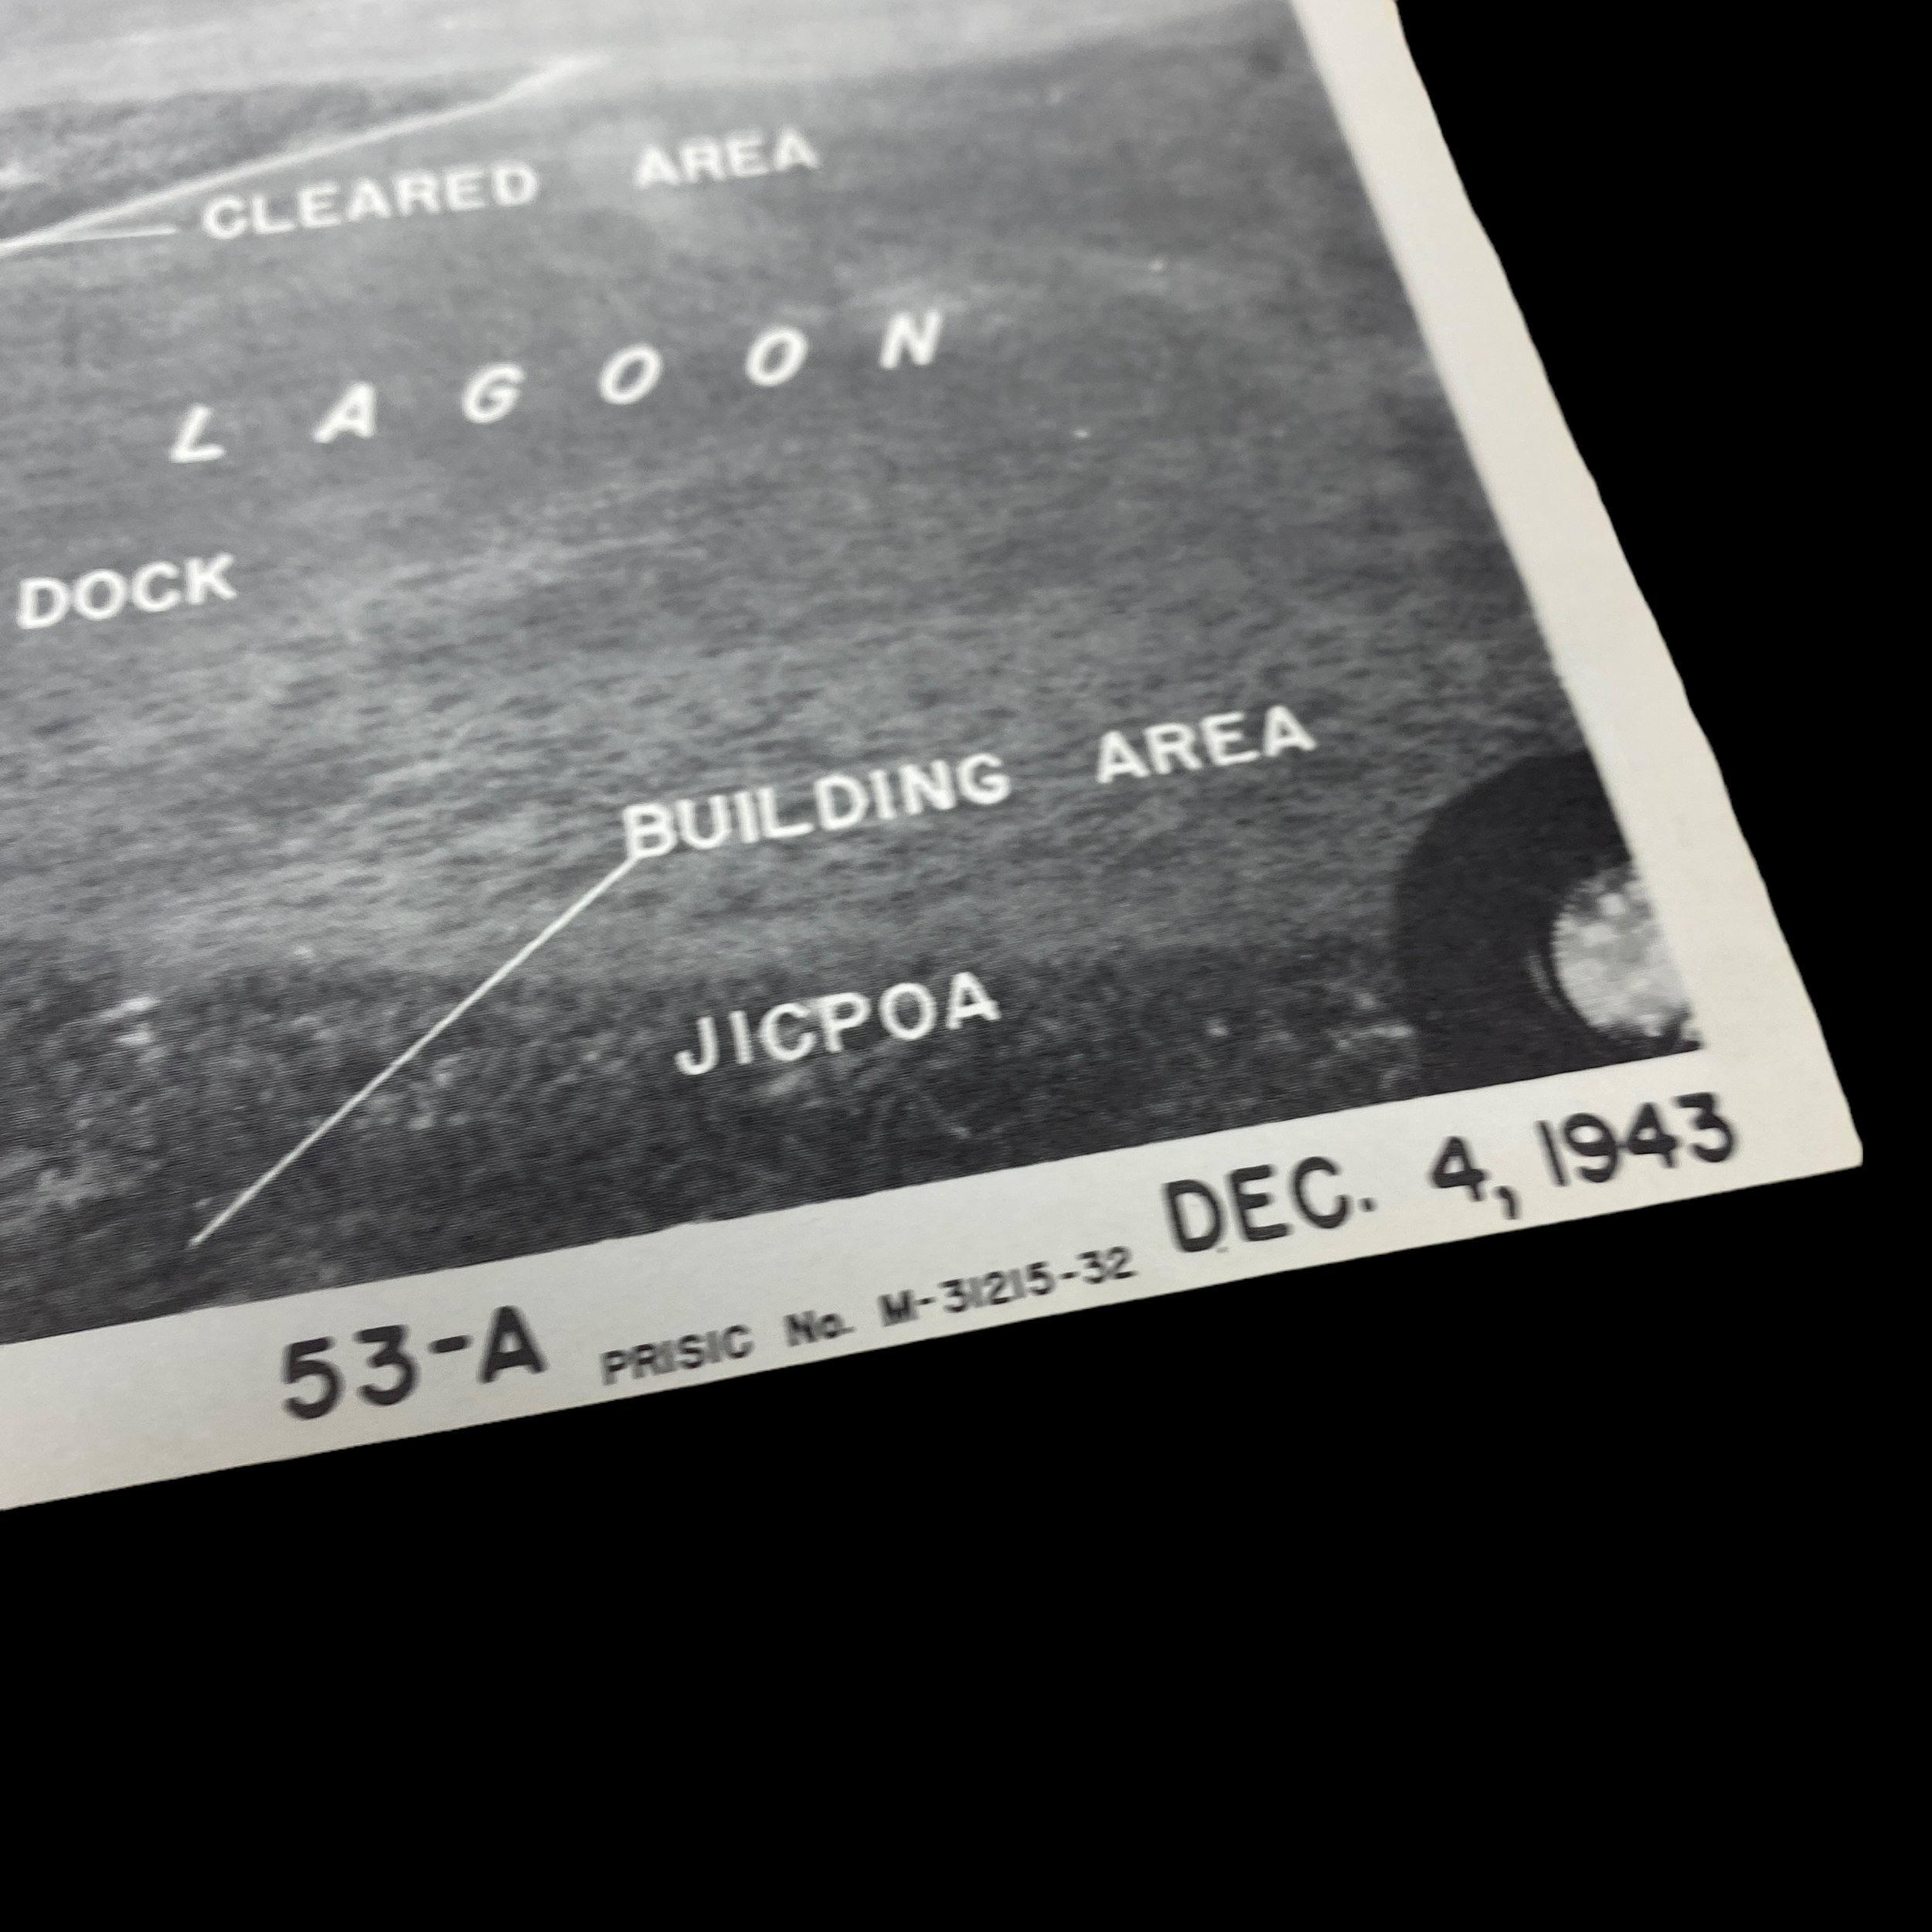 CLEARED AREA
LAGOON
DOCK
BUILDING AREA
JICPOA
53-A PRISIC No. M-31215-32 DEC. 4, 1943